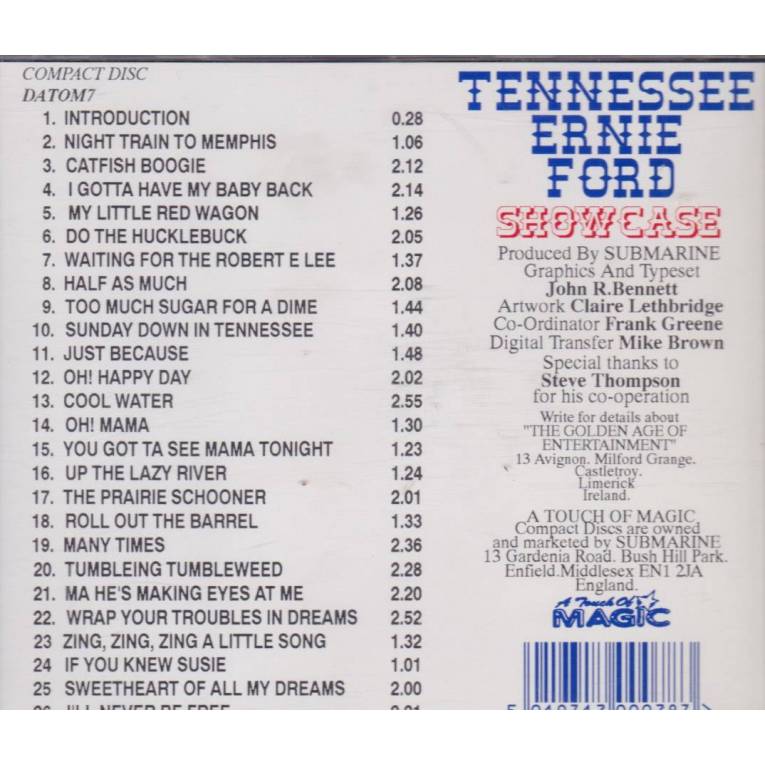 COMPACT DISC
DATOM7
1. INTRODUCTION 0.28
2. NIGHT TRAIN TO MEMPHIS 1.06
3. CATFISH BOOGIE 2.12
4. I GOTTA HAVE MY BABY BACK 2.14
5. MY LITTLE RED WAGON 1.26
6. DO THE HUCKLEBUCK 2.05
7. WAITING FOR THE ROBERT E LEE 1.37
8. HALF AS MUCH 2.08
9. TOO MUCH SUGAR FOR A DIME 1.44
10. SUNDAY DOWN IN TENNESSEE 1.40
11. JUST BECAUSE 1.48
12. OH! HAPPY DAY 2.02
13. COOL WATER 2.55
14. OH! MAMA 1.30
15. YOU GOT TA SEE MAMA TONIGHT 1.23
16. UP THE LAZY RIVER 1.24
17. THE PRAIRIE SCHOONER 2.01
18. ROLL OUT THE BARREL 1.33
19. MANY TIMES 2.36
20. TUMBLEING TUMBLEWEED 2.28
21. MA HE'S MAKING EYES AT ME 2.20
22. WRAP YOUR TROUBLES IN DREAMS 2.52
23 ZING, ZING, ZING A LITTLE SONG 1.32
24 IF YOU KNEW SUSIE 1.01
25 SWEETHEART OF ALL MY DREAMS 2.00
26 I'LL NEVER BE FREE
TENNESSEE
ERNIE
FORD
SHOWCASE
Produced By SUBMARINE
Graphics And Typeset
John R.Bennett
Artwork Claire Lethbridge
Co-Ordinator Frank Greene
Digital Transfer Mike Brown
Special thanks to
Steve Thompson
for his co-operation
Write for details about
"THE GOLDEN AGE OF
ENTERTAINMENT"
13 Avignon. Milford Grange.
Castletroy.
Limerick
Ireland.
A TOUCH OF MAGIC
Compact Discs are owned
and marketed by SUBMARINE
13 Gardenia Road. Bush Hill Park.
Enfield.Middlesex EN1 2JA
England.
A Touch Of
MAGIC